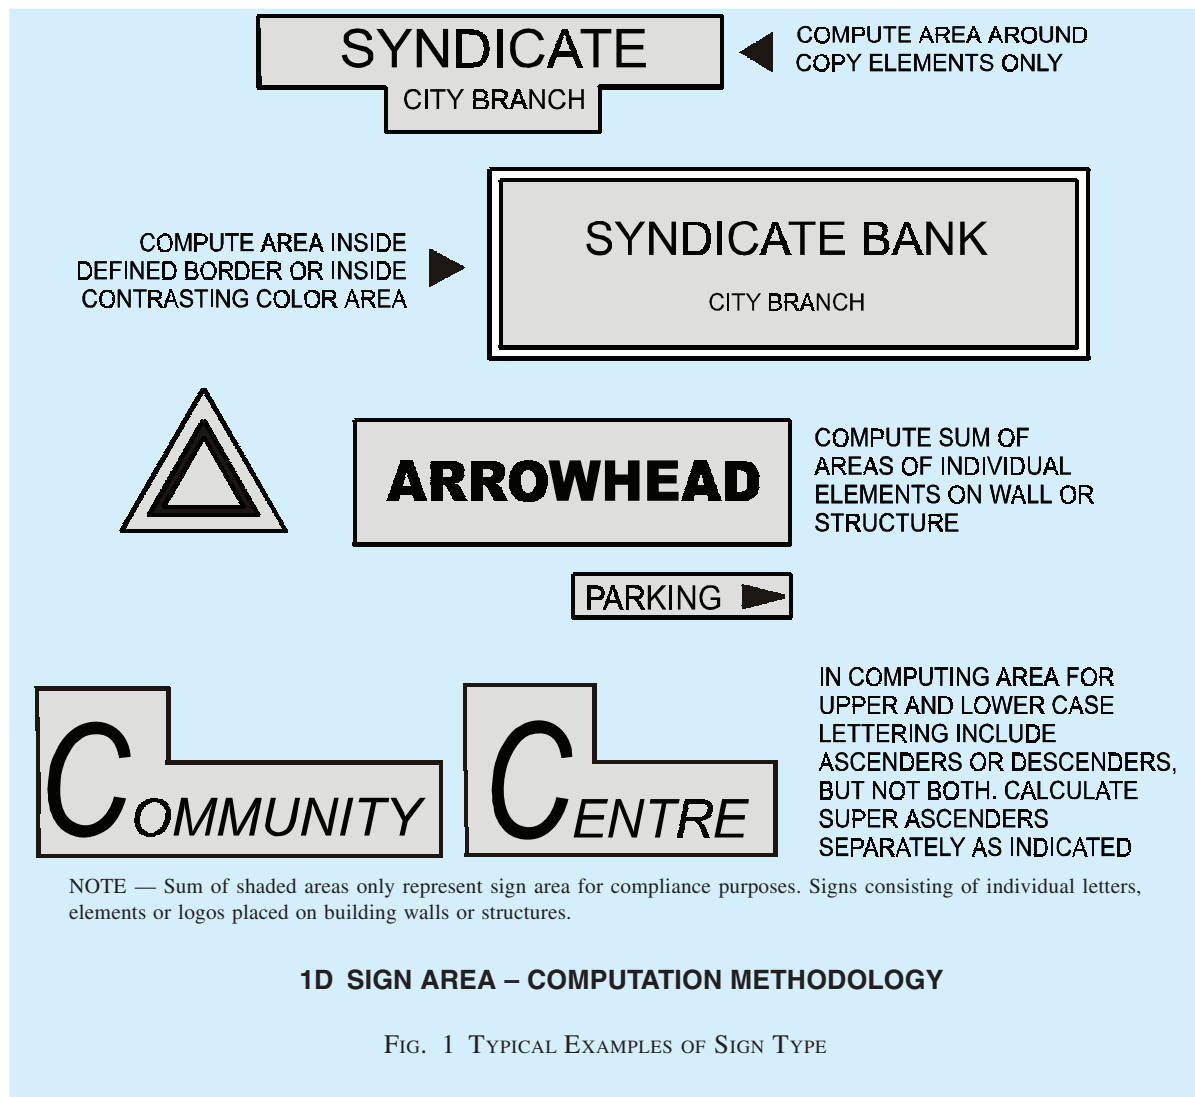 SYNDICATE
CITY BRANCH
COMPUTE AREA AROUND
COPY ELEMENTS ONLY
COMPUTE AREA INSIDE
DEFINED BORDER OR INSIDE
CONTRASTING COLOR AREA
SYNDICATE BANK
CITY BRANCH
ARROWHEAD
COMPUTE SUM OF
AREAS OF INDIVIDUAL
ELEMENTS ON WALL OR
STRUCTURE
PARKING
COMMUNITY
CENTRE
IN COMPUTING AREA FOR
UPPER AND LOWER CASE
LETTERING INCLUDE
ASCENDERS OR DESCENDERS,
BUT NOT BOTH. CALCULATE
SUPER ASCENDERS
SEPARATELY AS INDICATED
NOTE — Sum of shaded areas only represent sign area for compliance purposes. Signs consisting of individual letters,
elements or logos placed on building walls or structures.
1D SIGN AREA – COMPUTATION METHODOLOGY
FIG. 1 TYPICAL EXAMPLES OF SIGN TYPE